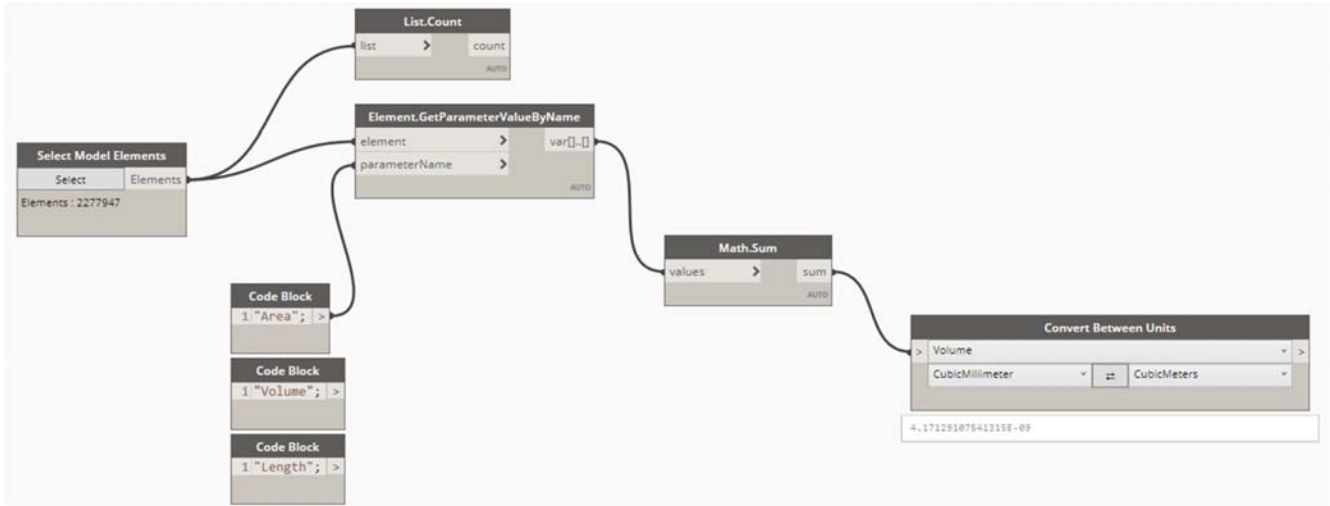 List.Count
list > count
AUTO
Element.GetParameterValueByName
element > var[]..[]
parameterName >
AUTO
Select Model Elements
Select Elements
Elements : 2277947
Math.Sum
values > sum
AUTO
Code Block
1 "Area"; >
Code Block
1 "Volume"; >
Code Block
1 "Length"; >
Convert Between Units
> Volume >
CubicMillimeter ⇄ CubicMeters
4.1712910754131​5E-09